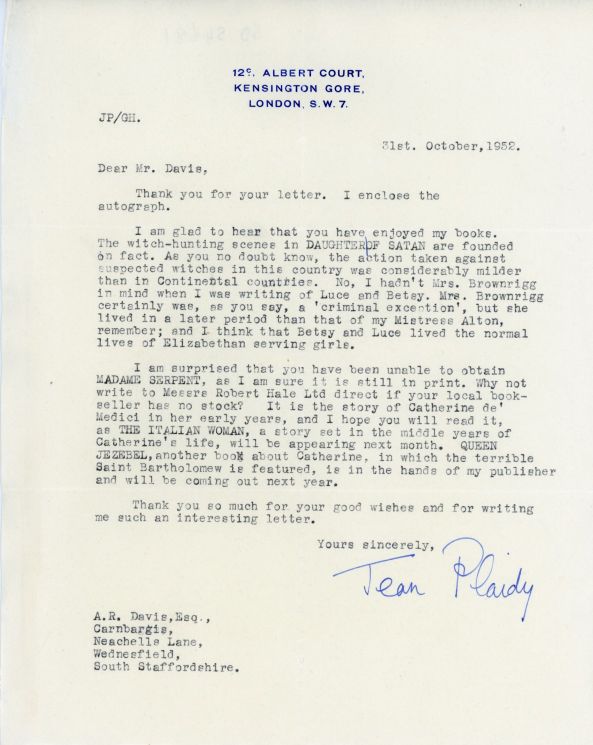 12ᶜ, ALBERT COURT,
KENSINGTON GORE,
LONDON, S.W. 7.
JP/GH.
31st. October,1952.
Dear Mr. Davis,
Thank you for your letter. I enclose the
autograph.
I am glad to hear that you have enjoyed my books.
The witch-hunting scenes in DAUGHTER OF SATAN are founded
on fact. As you no doubt know, the action taken against
suspected witches in this country was considerably milder
than in Continental countries. No, I hadn't Mrs. Brownrigg
in mind when I was writing of Luce and Betsy. Mrs. Brownrigg
certainly was, as you say, a 'criminal exception', but she
lived in a later period than that of my Mistress Alton,
remember; and I think that Betsy and Luce lived the normal
lives of Elizabethan serving girls.
I am surprised that you have been unable to obtain
MADAME SERPENT, as I am sure it is still in print. Why not
write to Messrs Robert Hale Ltd direct if your local book-
seller has no stock? It is the story of Catherine de'
Medici in her early years, and I hope you will read it,
as THE ITALIAN WOMAN, a story set in the middle years of
Catherine's life, will be appearing next month. QUEEN
JEZEBEL,another book about Catherine, in which the terrible
Saint Bartholomew is featured, is in the hands of my publisher
and will be coming out next year.
Thank you so much for your good wishes and for writing
me such an interesting letter.
Yours sincerely,
Jean Plaidy
A.R. Davis,Esq.,
Carnbargis,
Neachells Lane,
Wednesfield,
South Staffordshire.